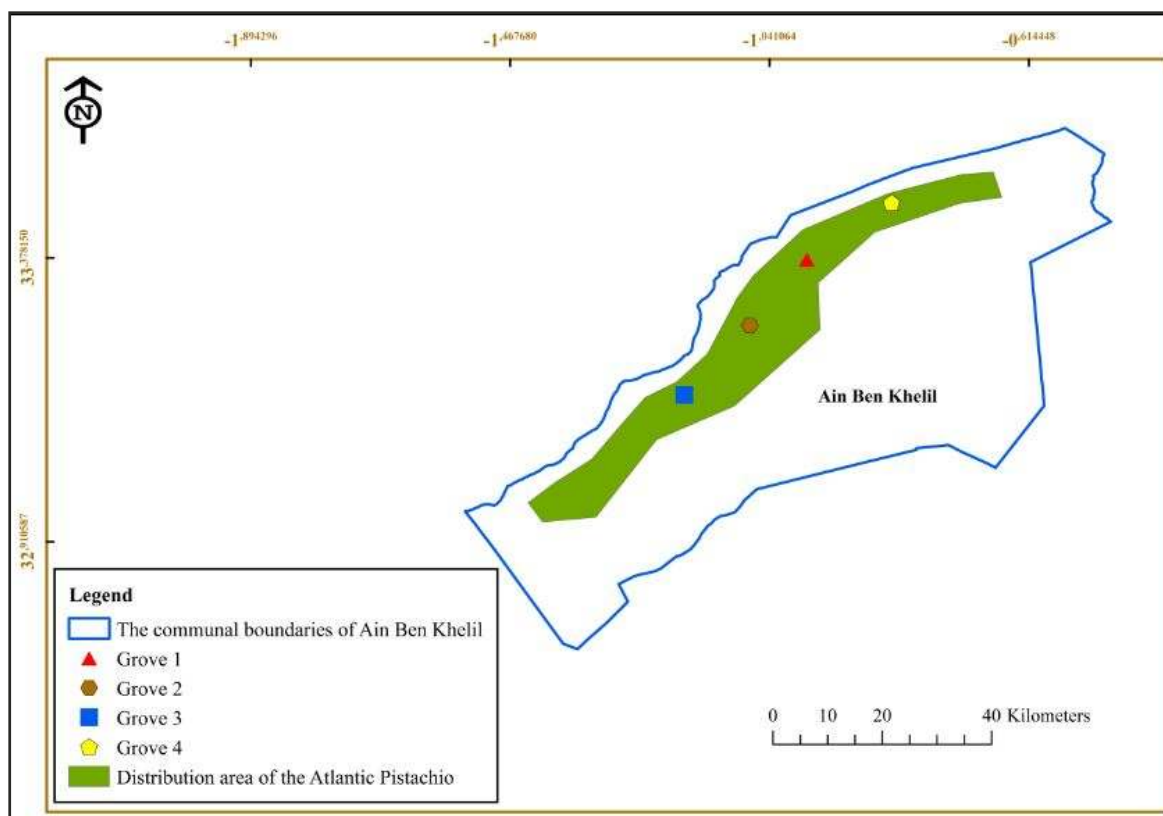 -1.894296 -1.467680 -1.041064 -0.614448
N
33.378150
Ain Ben Khelil
32.910587
Legend
The communal boundaries of Ain Ben Khelil
Grove 1
Grove 2
Grove 3
Grove 4
Distribution area of the Atlantic Pistachio
0 10 20 40 Kilometers